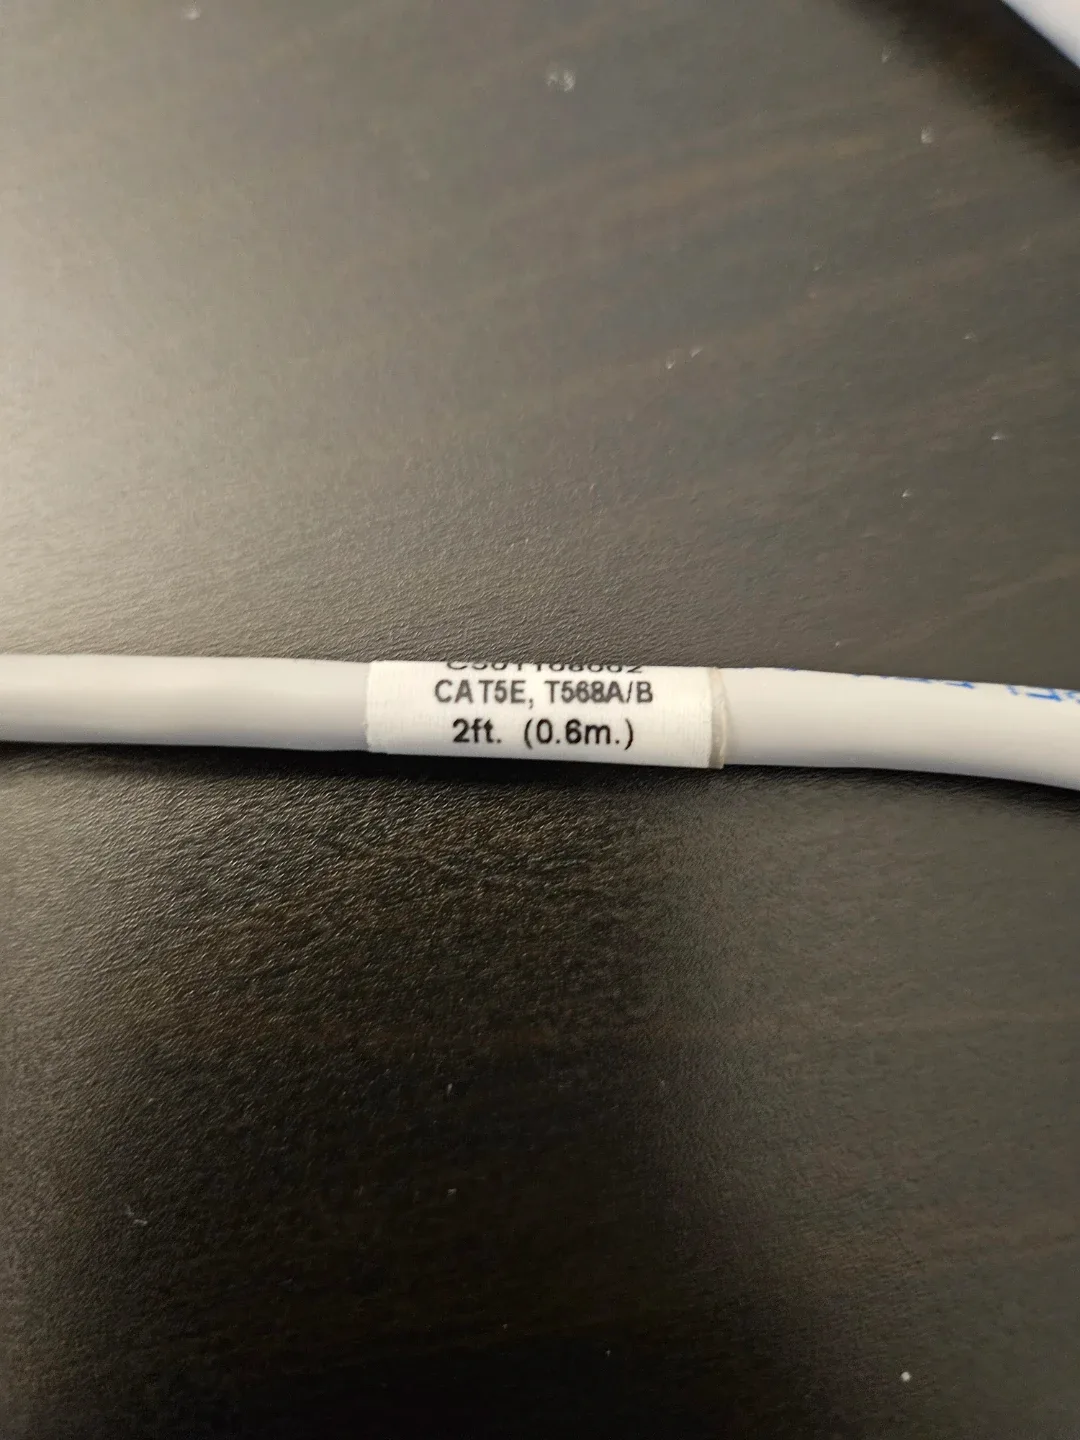 CAT5E, T568A/B
2ft. (0.6m.)